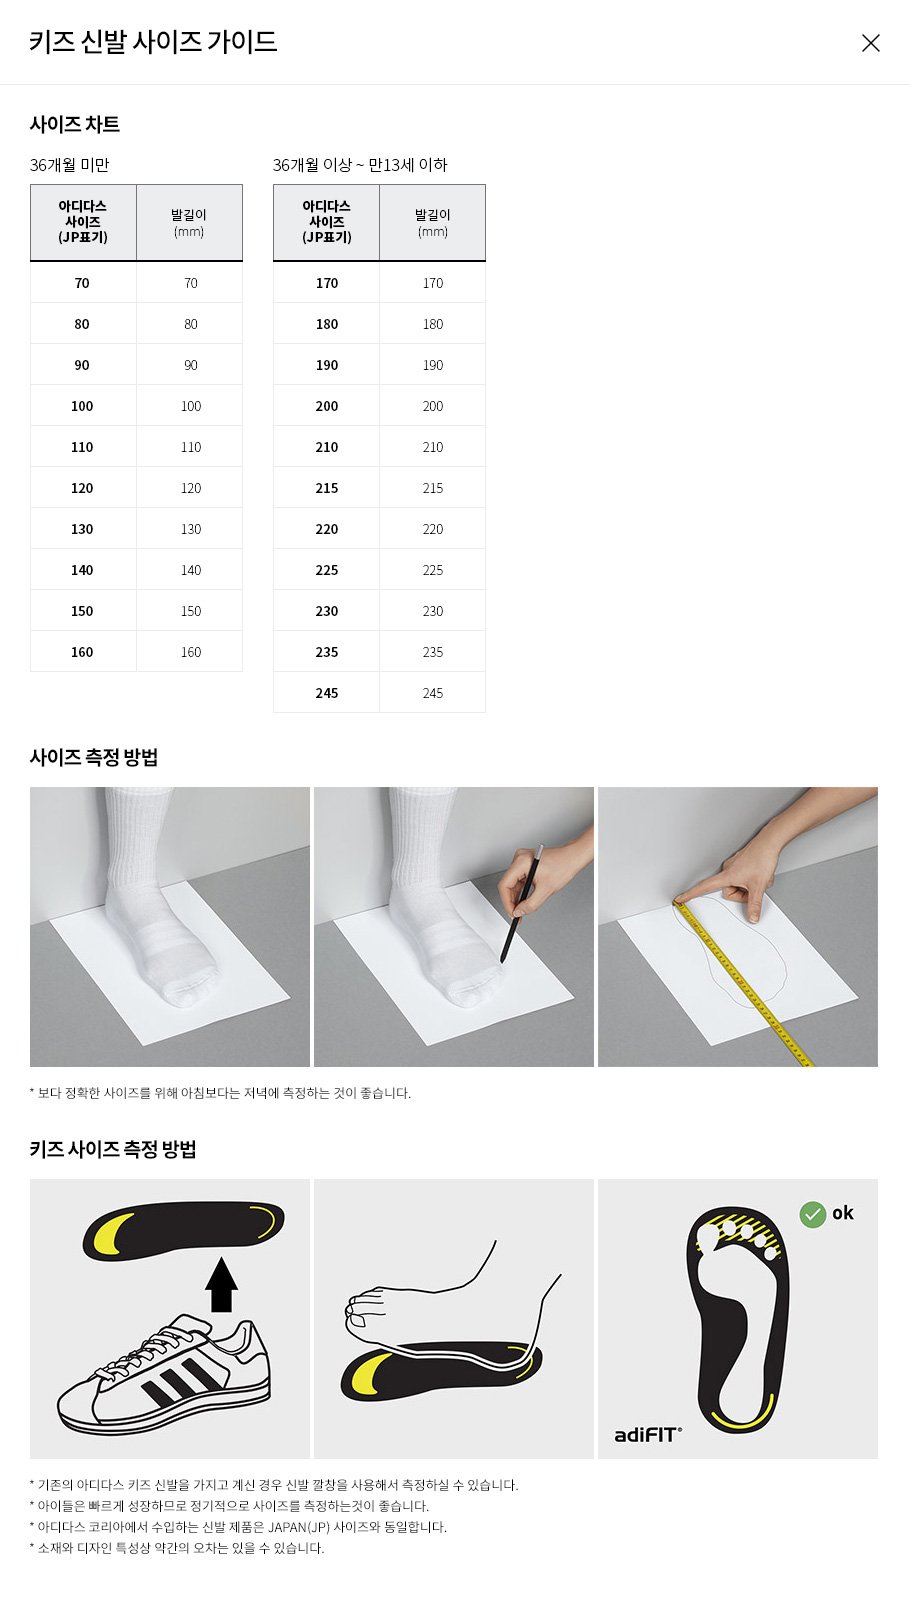 키즈 신발 사이즈 가이드
사이즈 차트
36개월 미만
아디다스 사이즈 (JP표기) 발길이 (mm)
70 70
80 80
90 90
100 100
110 110
120 120
130 130
140 140
150 150
160 160
36개월 이상 ~ 만13세 이하
아디다스 사이즈 (JP표기) 발길이 (mm)
170 170
180 180
190 190
200 200
210 210
215 215
220 220
225 225
230 230
235 235
245 245
사이즈 측정 방법
* 보다 정확한 사이즈를 위해 아침보다는 저녁에 측정하는 것이 좋습니다.
키즈 사이즈 측정 방법
ok
adiFIT®
* 기존의 아디다스 키즈 신발을 가지고 계신 경우 신발 깔창을 사용해서 측정하실 수 있습니다.
* 아이들은 빠르게 성장하므로 정기적으로 사이즈를 측정하는것이 좋습니다.
* 아디다스 코리아에서 수입하는 신발 제품은 JAPAN(JP) 사이즈와 동일합니다.
* 소재와 디자인 특성상 약간의 오차는 있을 수 있습니다.